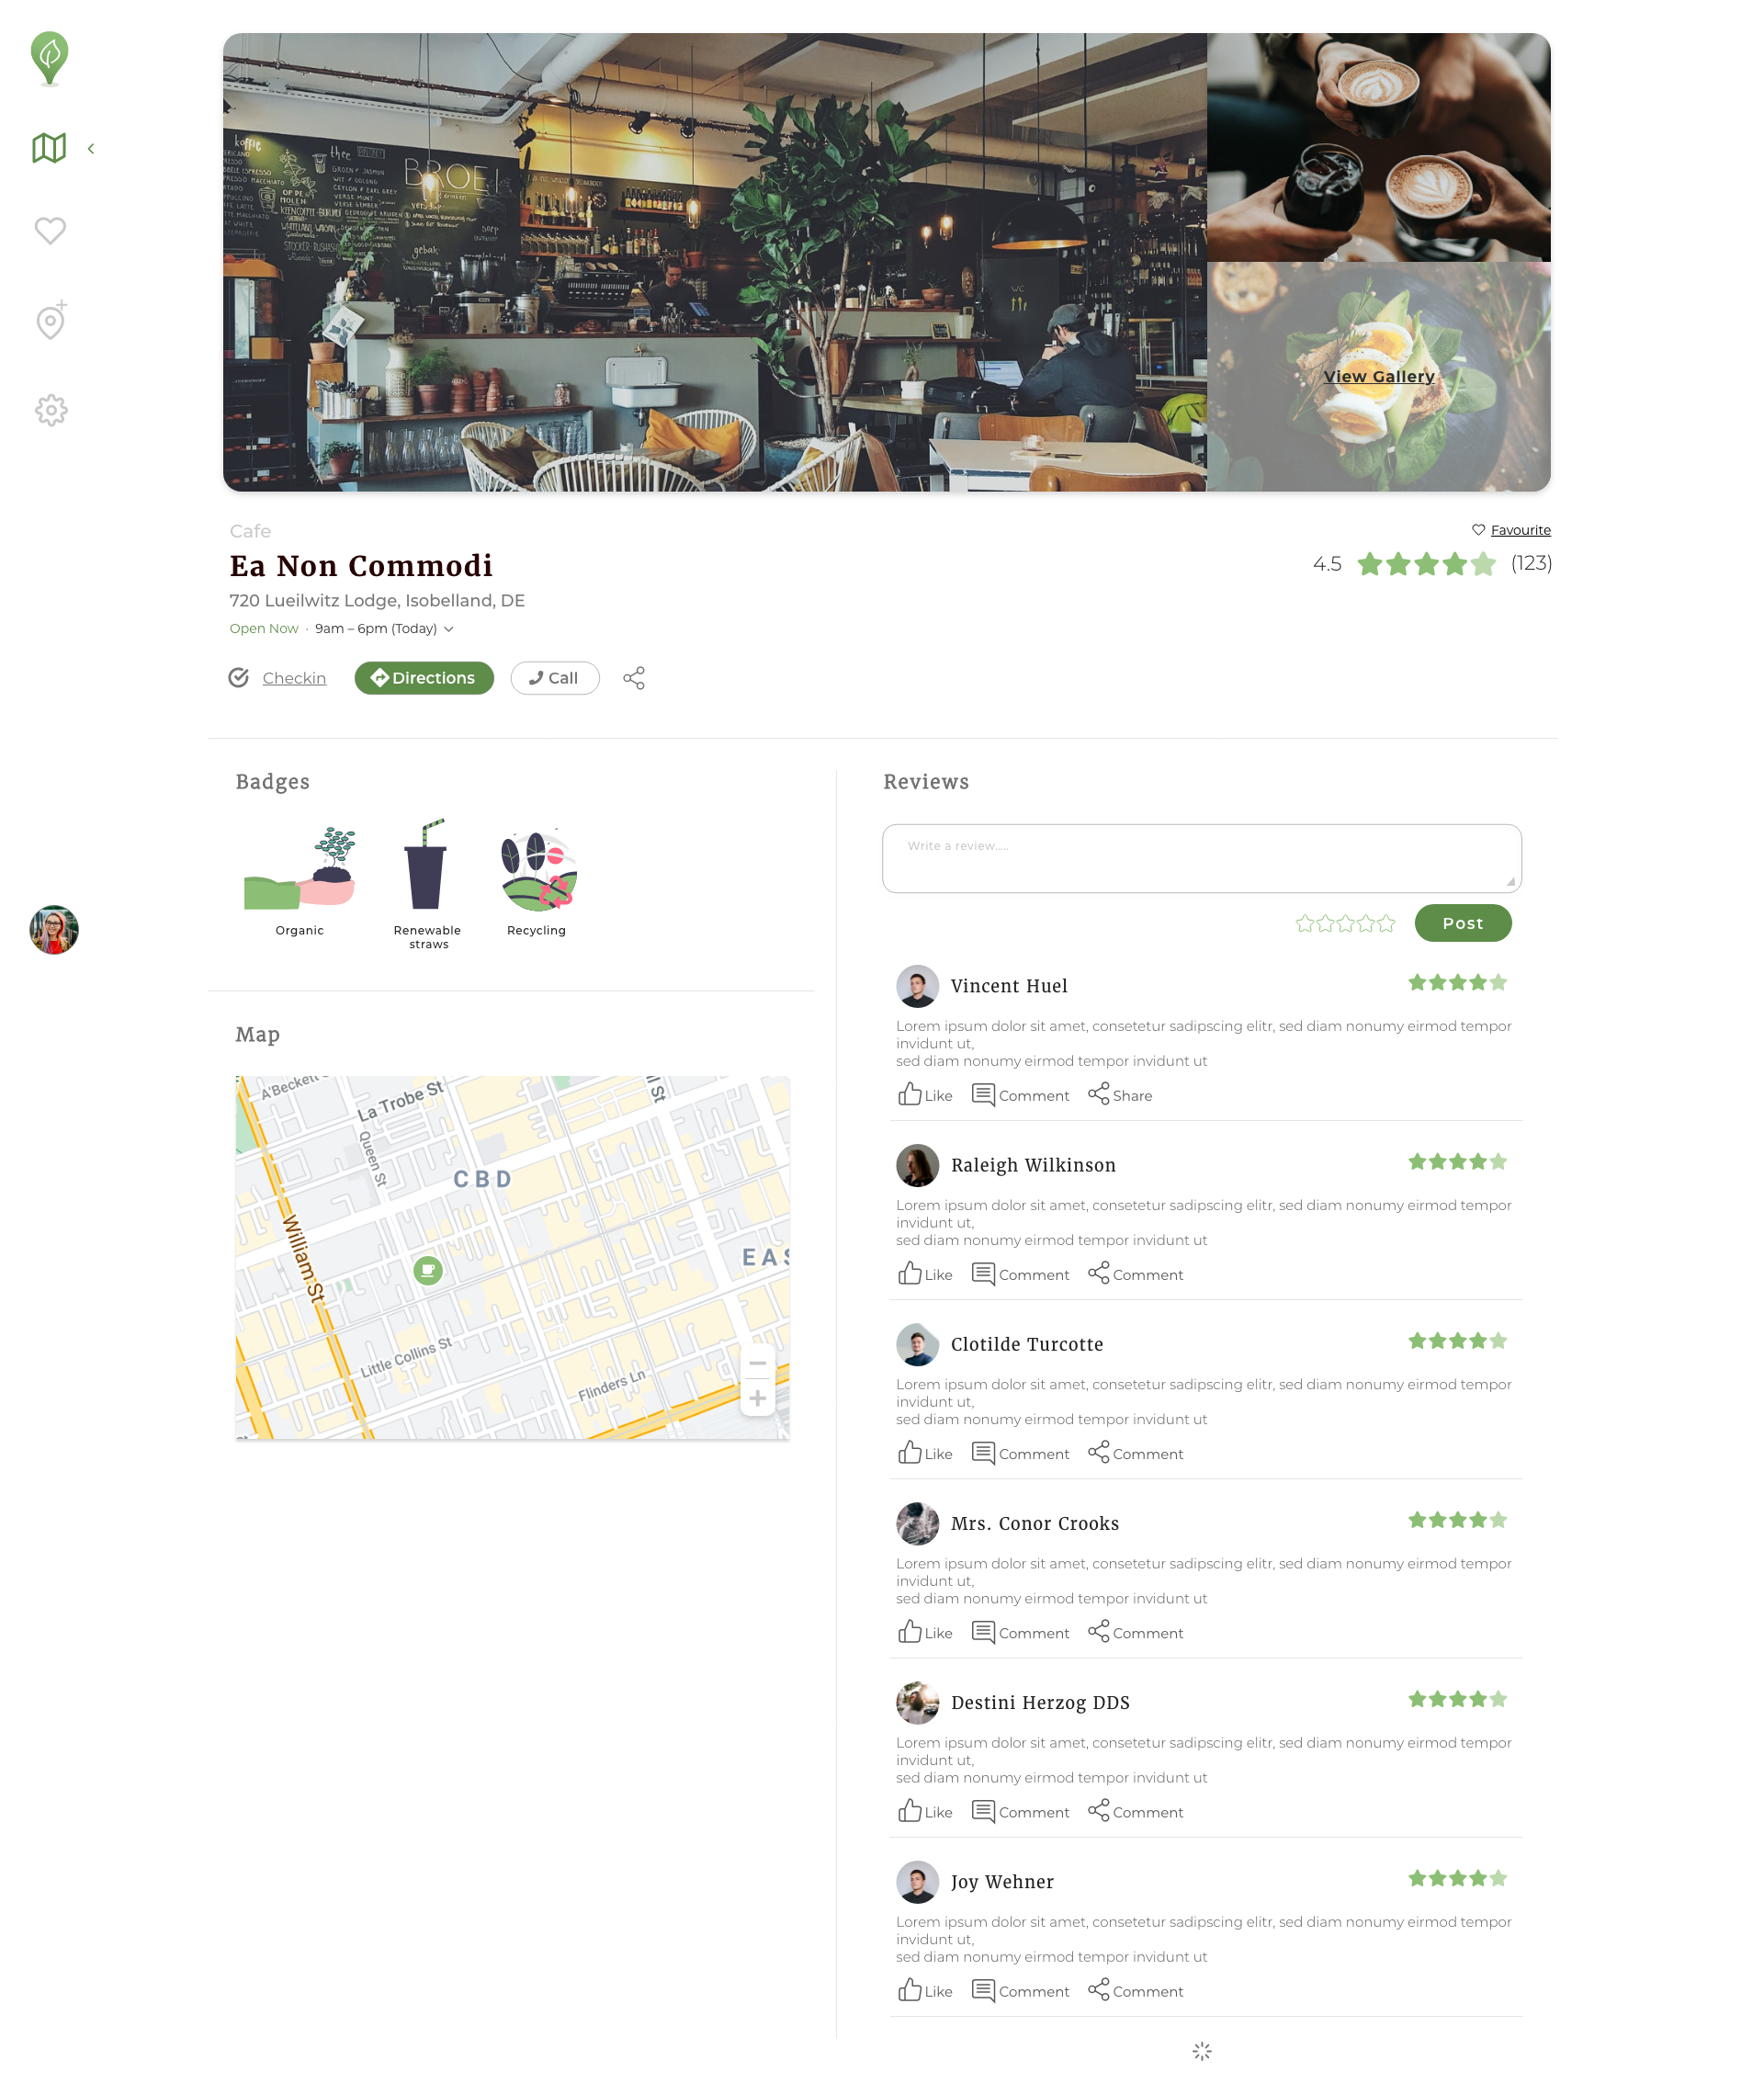 koffie
thee
BROE
gebak
WC
View Gallery
Cafe
Favourite
Ea Non Commodi
4.5
(123)
720 Lueilwitz Lodge, Isobelland, DE
Open Now · 9am – 6pm (Today)
Checkin
Directions
Call
Badges
Organic
Renewable
straws
Recycling
Map
A'Beckett
La Trobe St
Queen St
CBD
William St
EAS
Little Collins St
Flinders Ln
Reviews
Write a review.....
Post
Vincent Huel
Lorem ipsum dolor sit amet, consetetur sadipscing elitr, sed diam nonumy eirmod tempor
invidunt ut,
sed diam nonumy eirmod tempor invidunt ut
Like Comment Share
Raleigh Wilkinson
Lorem ipsum dolor sit amet, consetetur sadipscing elitr, sed diam nonumy eirmod tempor
invidunt ut,
sed diam nonumy eirmod tempor invidunt ut
Like Comment Comment
Clotilde Turcotte
Lorem ipsum dolor sit amet, consetetur sadipscing elitr, sed diam nonumy eirmod tempor
invidunt ut,
sed diam nonumy eirmod tempor invidunt ut
Like Comment Comment
Mrs. Conor Crooks
Lorem ipsum dolor sit amet, consetetur sadipscing elitr, sed diam nonumy eirmod tempor
invidunt ut,
sed diam nonumy eirmod tempor invidunt ut
Like Comment Comment
Destini Herzog DDS
Lorem ipsum dolor sit amet, consetetur sadipscing elitr, sed diam nonumy eirmod tempor
invidunt ut,
sed diam nonumy eirmod tempor invidunt ut
Like Comment Comment
Joy Wehner
Lorem ipsum dolor sit amet, consetetur sadipscing elitr, sed diam nonumy eirmod tempor
invidunt ut,
sed diam nonumy eirmod tempor invidunt ut
Like Comment Comment